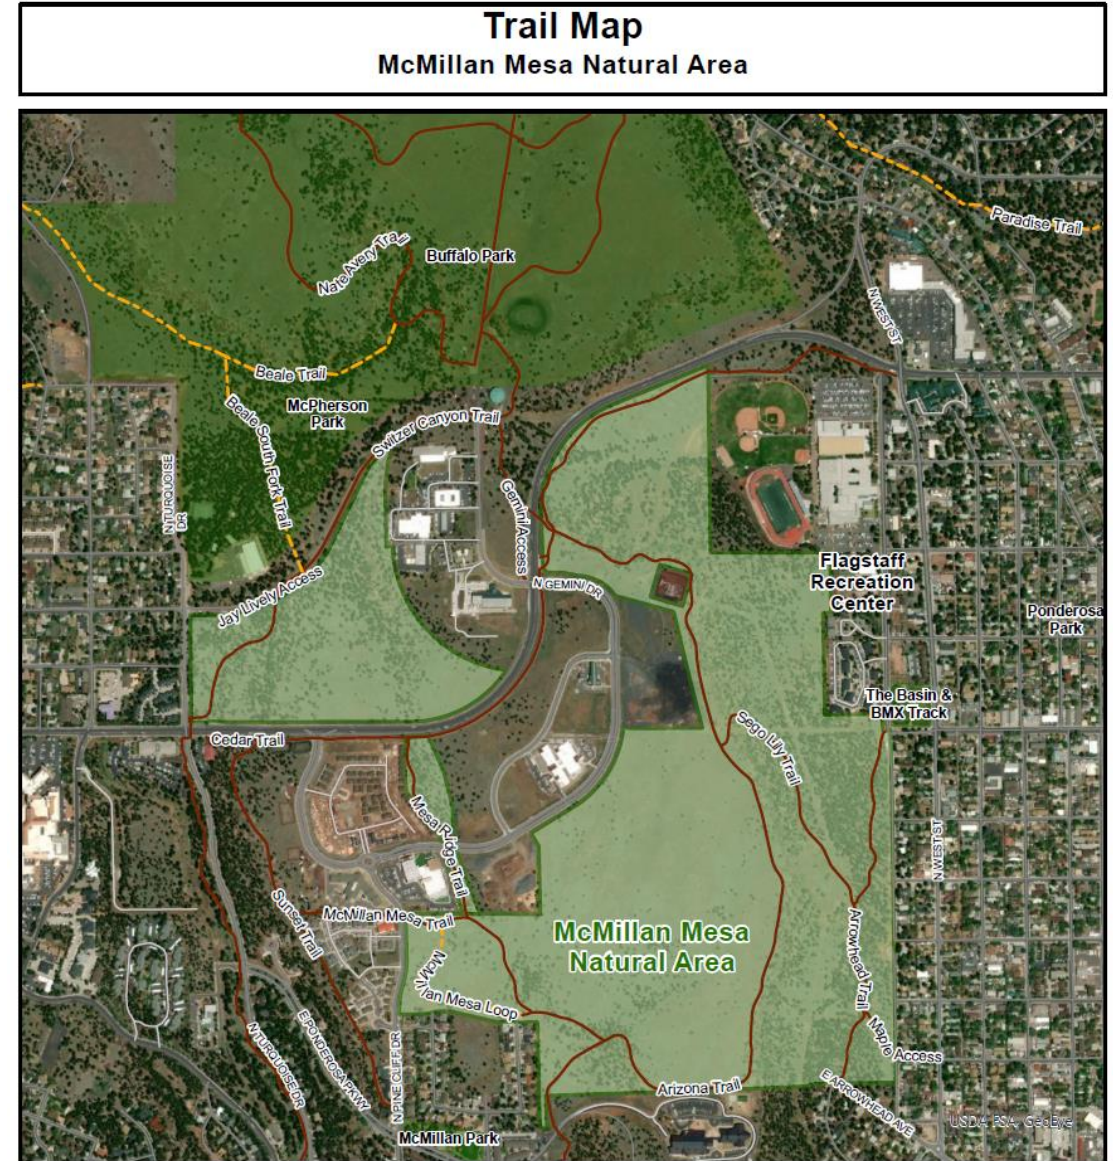 Trail Map
McMillan Mesa Natural Area
Paradise Trail
Nate Avery Trail
Buffalo Park
N WEST ST
Beale Trail
McPherson
Park
Switzer Canyon Trail
Beale South Fork Trail
N TURQUOISE
DR
Gemini Access
N GEMINI DR
Jay Lively Access
Flagstaff
Recreation
Center
Ponderosa
Park
The Basin &
BMX Track
Sego Lily Trail
Cedar Trail
Mesa Ridge Trail
N WEST ST
Sunset Trail
McMillan Mesa Trail
McMillan Mesa
Natural Area
Arrowhead Trail
McMillan Mesa Loop
Maple Access
N TURQUOISE DR
E PONDEROSA PKWY
N PINE CLIFF DR
Arizona Trail
E ARROWHEAD AVE
USDA FSA, GeoEye
McMillan Park